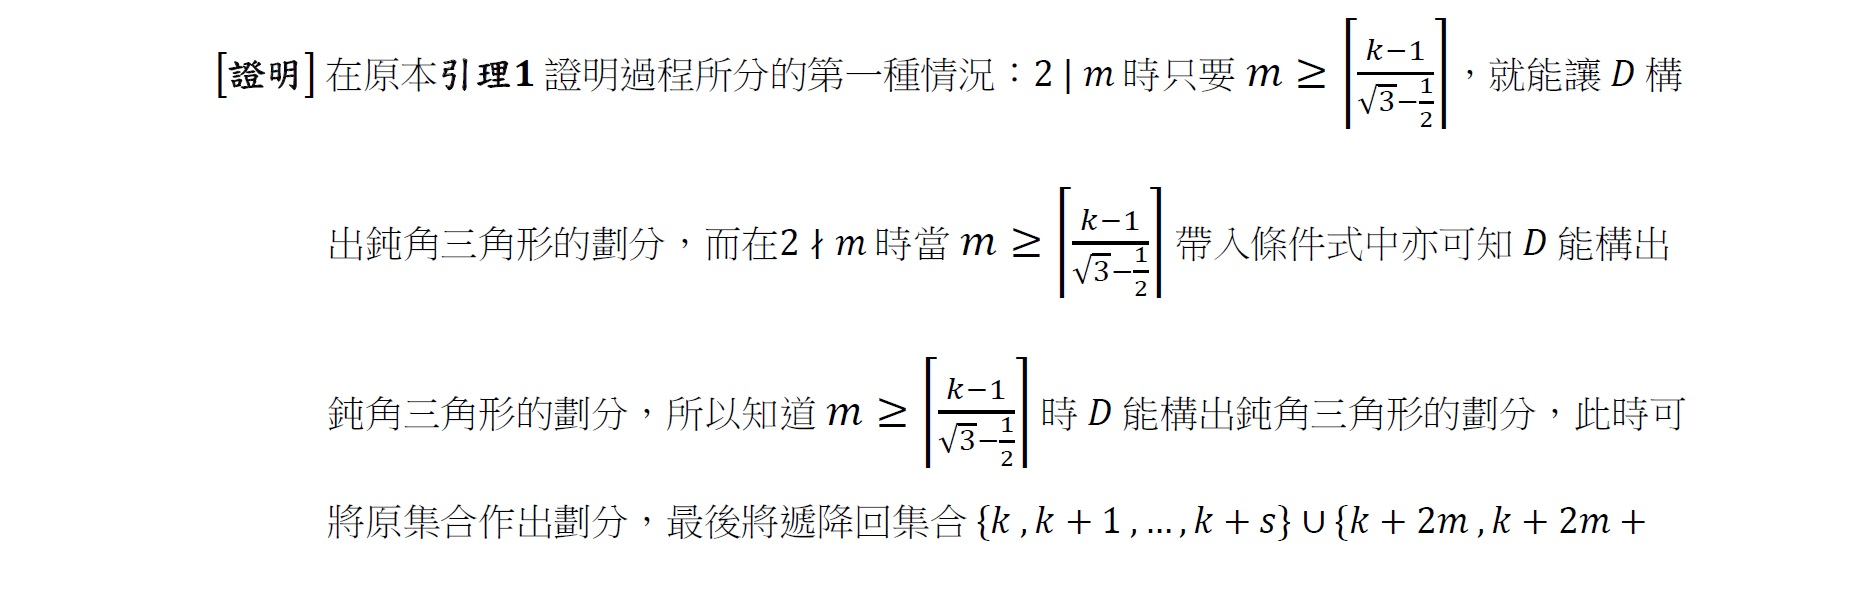 [證明] 在原本引理1 證明過程所分的第一種情況：2 | m 時只要 m ≥ ⌈(k−1)/(√3−1/2)⌉，就能讓 D 構
出鈍角三角形的劃分，而在2 ∤ m 時當 m ≥ ⌈(k−1)/(√3−1/2)⌉ 帶入條件式中亦可知 D 能構出
鈍角三角形的劃分，所以知道 m ≥ ⌈(k−1)/(√3−1/2)⌉ 時 D 能構出鈍角三角形的劃分，此時可
將原集合作出劃分，最後將遞降回集合 {k , k + 1 , … , k + s} ∪ {k + 2m , k + 2m +